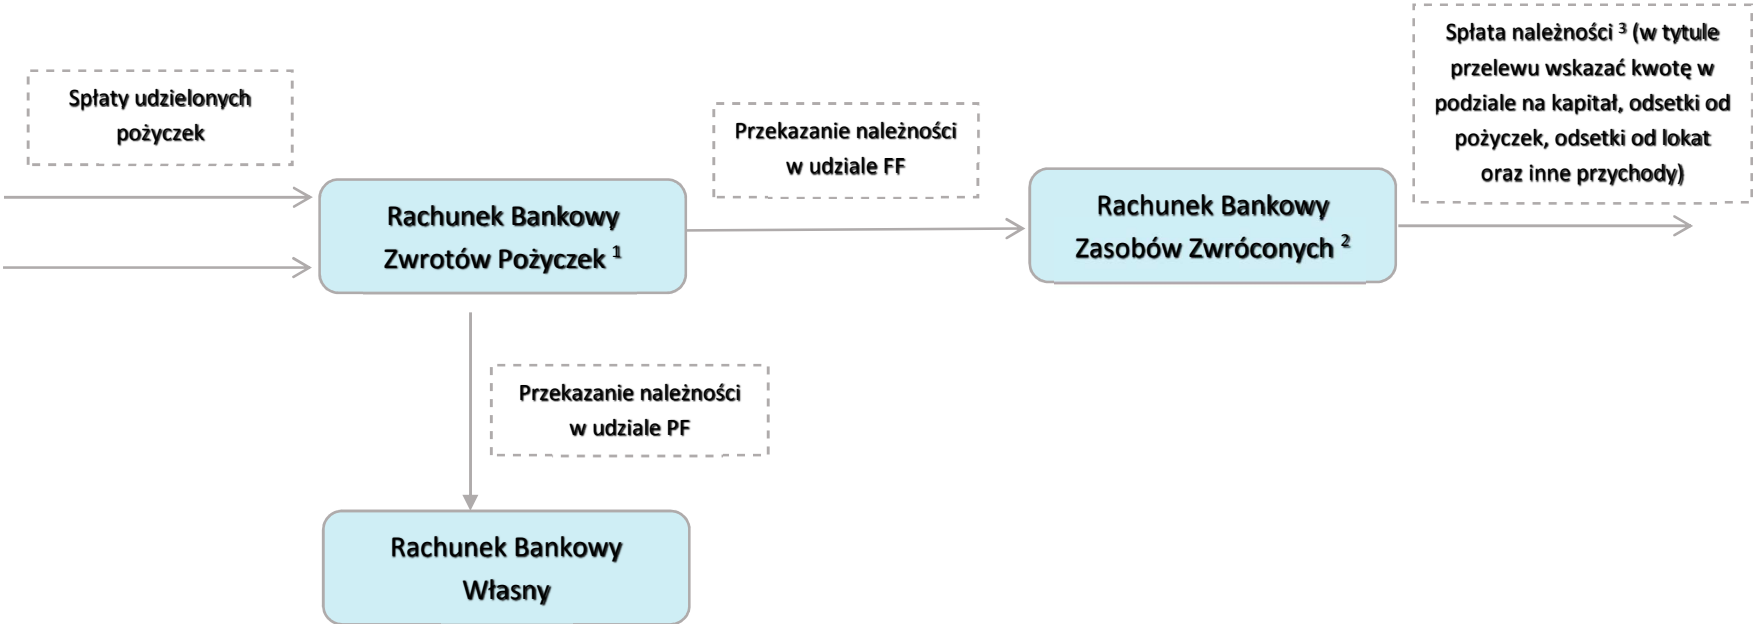 Spłaty udzielonych
pożyczek
Rachunek Bankowy
Zwrotów Pożyczek ¹
Przekazanie należności
w udziale FF
Rachunek Bankowy
Zasobów Zwróconych ²
Spłata należności ³ (w tytule
przelewu wskazać kwotę w
podziale na kapitał, odsetki od
pożyczek, odsetki od lokat
oraz inne przychody)
Przekazanie należności
w udziale PF
Rachunek Bankowy
Własny